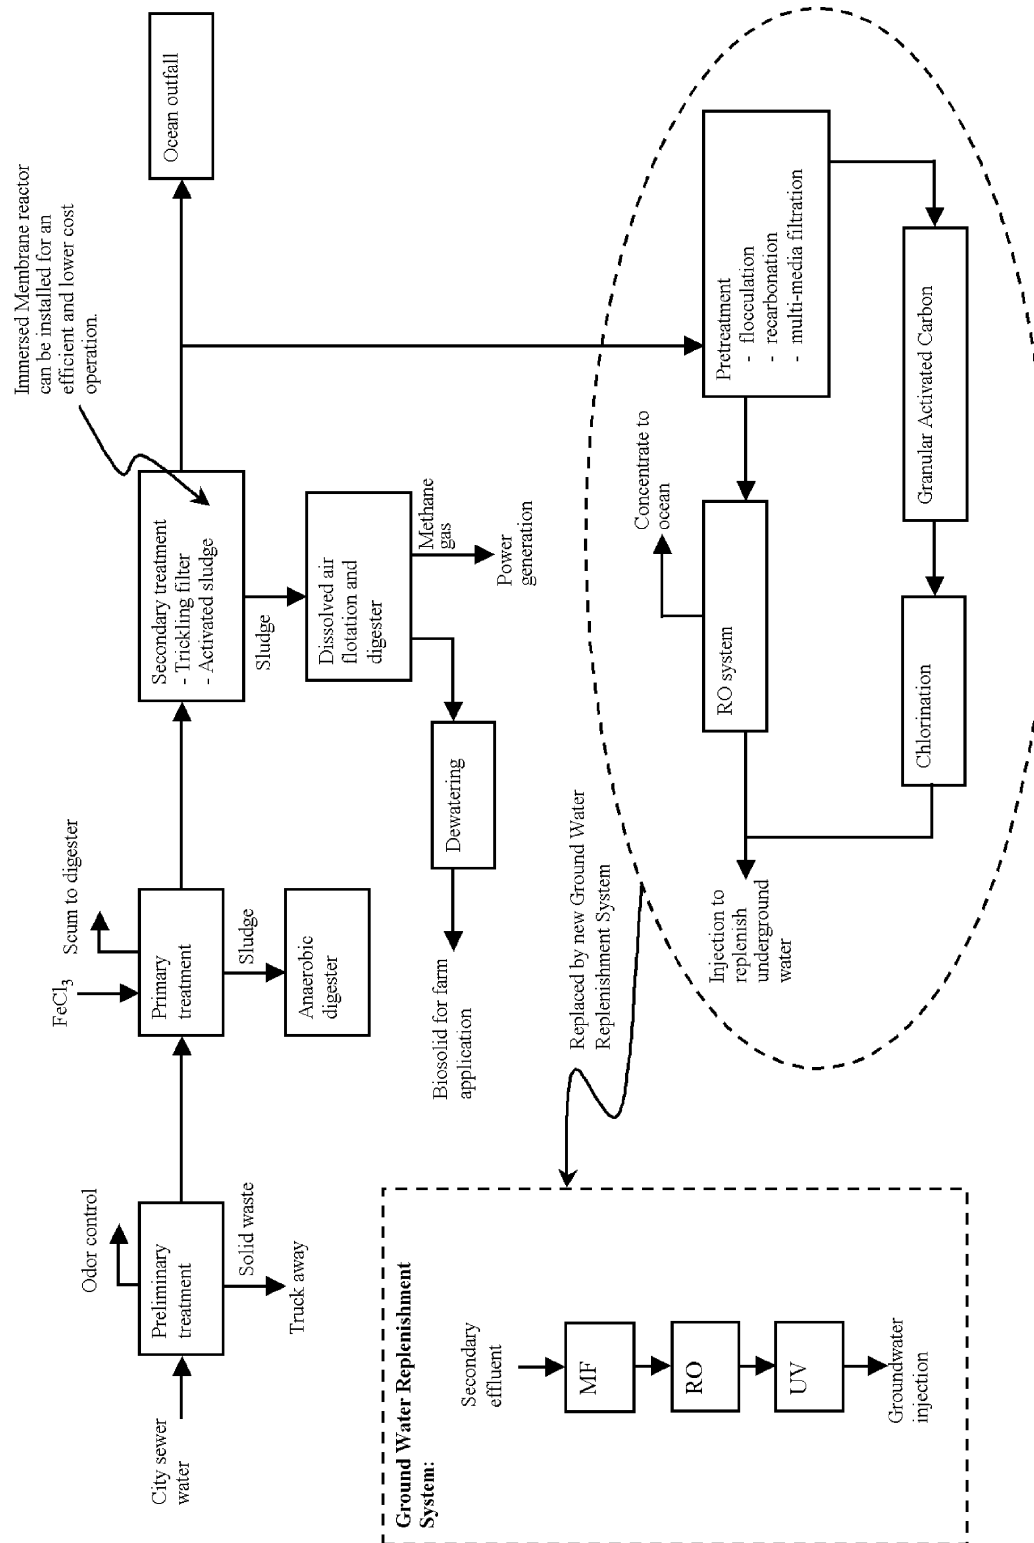 City sewer
water
Preliminary
treatment
Odor control
Solid waste
Truck away
FeCl3
Scum to digester
Primary
treatment
Sludge
Anaerobic
digester
Immersed Membrane reactor
can be installed for an
efficient and lower cost
operation.
Secondary treatment
- Trickling filter
- Activated sludge
Sludge
Dissolved air
flotation and
digester
Methane
gas
Power
generation
Dewatering
Biosolid for farm
application
Ocean outfall
Pretreatment
- flocculation
- recarbonation
- multi-media filtration
Concentrate to
ocean
RO system
Granular Activated Carbon
Chlorination
Injection to
replenish
underground
water
Replaced by new Ground Water
Replenishment System
Ground Water Replenishment
System:
Secondary
effluent
MF
RO
UV
Groundwater
injection